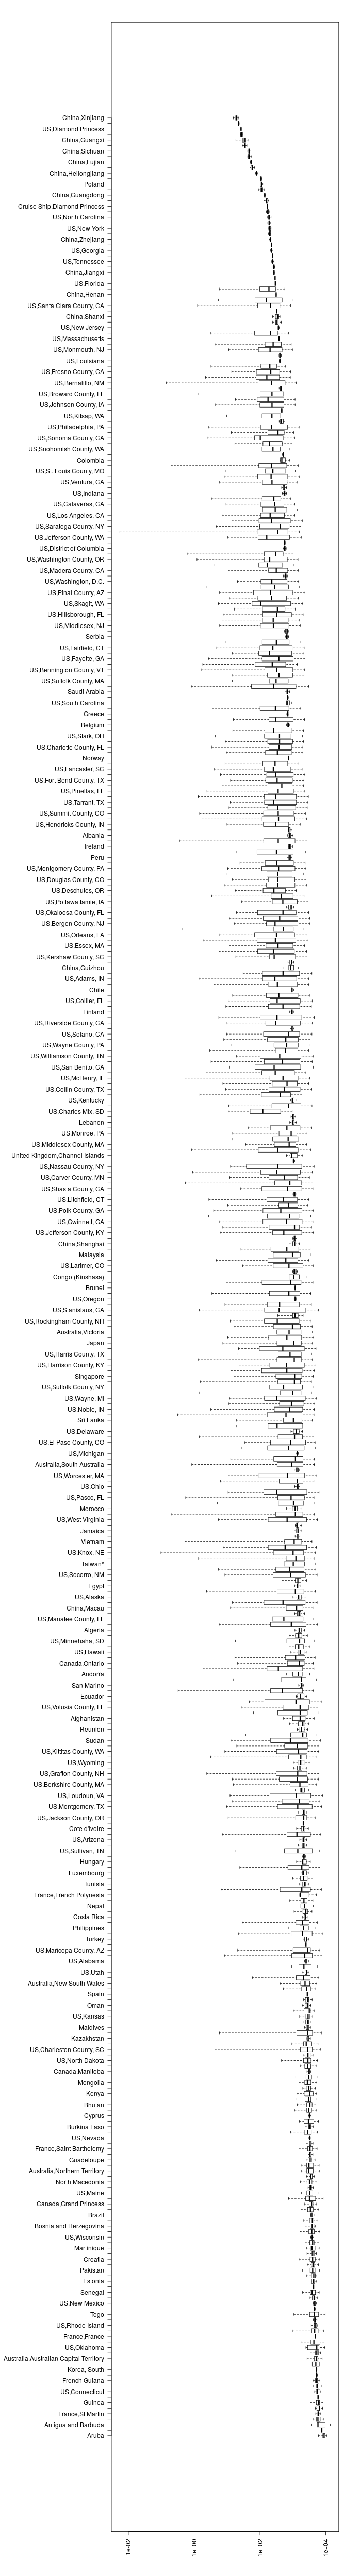 China,Xinjiang
US,Diamond Princess
China,Guangxi
China,Sichuan
China,Fujian
China,Heilongjiang
Poland
China,Guangdong
Cruise Ship,Diamond Princess
US,North Carolina
US,New York
China,Zhejiang
US,Georgia
US,Tennessee
China,Jiangxi
US,Florida
China,Henan
US,Santa Clara County, CA
China,Shanxi
US,New Jersey
US,Massachusetts
US,Monmouth, NJ
US,Louisiana
US,Fresno County, CA
US,Bernalillo, NM
US,Broward County, FL
US,Johnson County, IA
US,Kitsap, WA
US,Philadelphia, PA
US,Sonoma County, CA
US,Snohomish County, WA
Colombia
US,St. Louis County, MO
US,Ventura, CA
US,Indiana
US,Calaveras, CA
US,Los Angeles, CA
US,Saratoga County, NY
US,Jefferson County, WA
US,District of Columbia
US,Washington County, OR
US,Madera County, CA
US,Washington, D.C.
US,Pinal County, AZ
US,Skagit, WA
US,Hillsborough, FL
US,Middlesex, NJ
Serbia
US,Fairfield, CT
US,Fayette, GA
US,Bennington County, VT
US,Suffolk County, MA
Saudi Arabia
US,South Carolina
Greece
Belgium
US,Stark, OH
US,Charlotte County, FL
Norway
US,Lancaster, SC
US,Fort Bend County, TX
US,Pinellas, FL
US,Tarrant, TX
US,Summit County, CO
US,Hendricks County, IN
Albania
Ireland
Peru
US,Montgomery County, PA
US,Douglas County, CO
US,Deschutes, OR
US,Pottawattamie, IA
US,Okaloosa County, FL
US,Bergen County, NJ
US,Orleans, LA
US,Essex, MA
US,Kershaw County, SC
China,Guizhou
US,Adams, IN
Chile
US,Collier, FL
Finland
US,Riverside County, CA
US,Solano, CA
US,Wayne County, PA
US,Williamson County, TN
US,San Benito, CA
US,McHenry, IL
US,Collin County, TX
US,Kentucky
US,Charles Mix, SD
Lebanon
US,Monroe, PA
US,Middlesex County, MA
United Kingdom,Channel Islands
US,Nassau County, NY
US,Carver County, MN
US,Shasta County, CA
US,Litchfield, CT
US,Polk County, GA
US,Gwinnett, GA
US,Jefferson County, KY
China,Shanghai
Malaysia
US,Larimer, CO
Congo (Kinshasa)
Brunei
US,Oregon
US,Stanislaus, CA
US,Rockingham County, NH
Australia,Victoria
Japan
US,Harris County, TX
US,Harrison County, KY
Singapore
US,Suffolk County, NY
US,Wayne, MI
US,Noble, IN
Sri Lanka
US,Delaware
US,El Paso County, CO
US,Michigan
Australia,South Australia
US,Worcester, MA
US,Ohio
US,Pasco, FL
Morocco
US,West Virginia
Jamaica
Vietnam
US,Knox, NE
Taiwan*
US,Socorro, NM
Egypt
US,Alaska
China,Macau
US,Manatee County, FL
Algeria
US,Minnehaha, SD
US,Hawaii
Canada,Ontario
Andorra
San Marino
Ecuador
US,Volusia County, FL
Afghanistan
Reunion
Sudan
US,Kittitas County, WA
US,Wyoming
US,Grafton County, NH
US,Berkshire County, MA
US,Loudoun, VA
US,Montgomery, TX
US,Jackson County, OR
Cote d'Ivoire
US,Arizona
US,Sullivan, TN
Hungary
Luxembourg
Tunisia
France,French Polynesia
Nepal
Costa Rica
Philippines
Turkey
US,Maricopa County, AZ
US,Alabama
US,Utah
Australia,New South Wales
Spain
Oman
US,Kansas
Maldives
Kazakhstan
US,Charleston County, SC
US,North Dakota
Canada,Manitoba
Mongolia
Kenya
Bhutan
Cyprus
Burkina Faso
US,Nevada
France,Saint Barthelemy
Guadeloupe
Australia,Northern Territory
North Macedonia
US,Maine
Canada,Grand Princess
Brazil
Bosnia and Herzegovina
US,Wisconsin
Martinique
Croatia
Pakistan
Estonia
Senegal
US,New Mexico
Togo
US,Rhode Island
France,France
US,Oklahoma
Australia,Australian Capital Territory
Korea, South
French Guiana
US,Connecticut
Guinea
France,St Martin
Antigua and Barbuda
Aruba
1e-02
1e+00
1e+02
1e+04